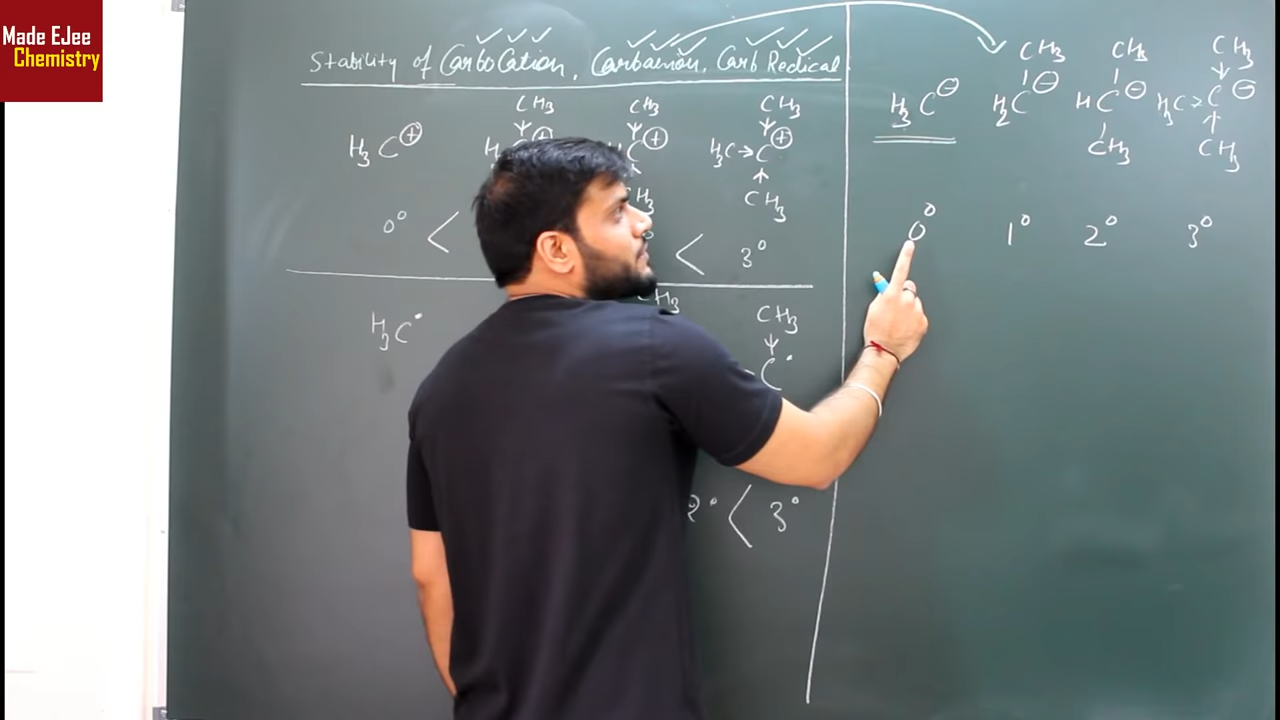 Made EJee
Chemistry
Stability of Carbocation, Carbanion, Carb Redical
CH3 CH3 CH3
H3C⊕ ⊕ ⊕ H3C→C⊕
CH3
0° < < 3°
H3C•
CH3
CH3
C•
2° < 3°
CH3 CH3 CH3
H3C⊖ H2C⊖ HC⊖ H3C→C⊖
CH3 CH3
0° 1° 2° 3°